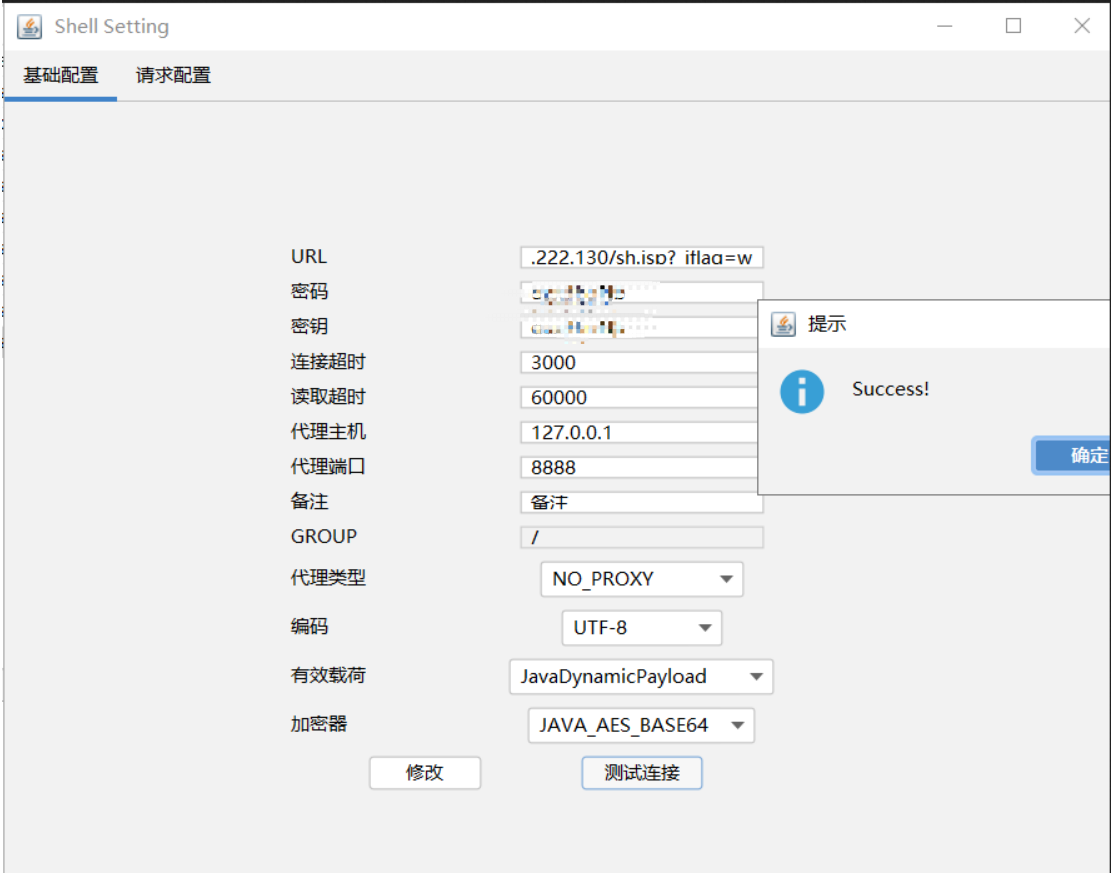 Shell Setting
基础配置 请求配置
URL .222.130/sh.jsp?_jflag=w
密码
密钥
提示
连接超时 3000
Success!
读取超时 60000
代理主机 127.0.0.1
确定
代理端口 8888
备注 备注
GROUP /
代理类型 NO_PROXY
编码 UTF-8
有效载荷 JavaDynamicPayload
加密器 JAVA_AES_BASE64
修改 测试连接